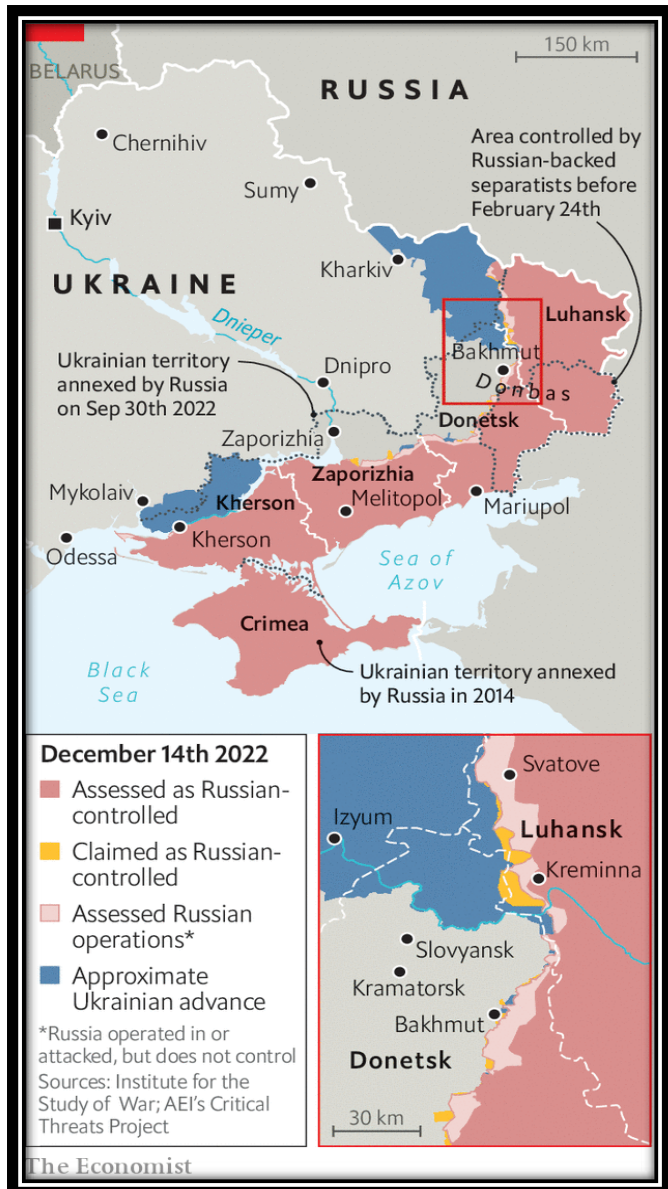 150 km
BELARUS
RUSSIA
Chernihiv
Area controlled by
Russian-backed
separatists before
February 24th
Sumy
Kyiv
Kharkiv
UKRAINE
Luhansk
Dnieper
Bakhmut
Ukrainian territory
annexed by Russia
on Sep 30th 2022
Dnipro
Donbas
Donetsk
Zaporizhia
Zaporizhia
Mykolaiv
Kherson
Melitopol
Mariupol
Kherson
Odessa
Sea of
Azov
Crimea
Black
Sea
Ukrainian territory annexed
by Russia in 2014
December 14th 2022
Assessed as Russian-
controlled
Claimed as Russian-
controlled
Assessed Russian
operations*
Approximate
Ukrainian advance
*Russia operated in or
attacked, but does not control
Sources: Institute for the
Study of War; AEI's Critical
Threats Project
Svatove
Izyum
Luhansk
Kreminna
Slovyansk
Kramatorsk
Bakhmut
Donetsk
30 km
The Economist